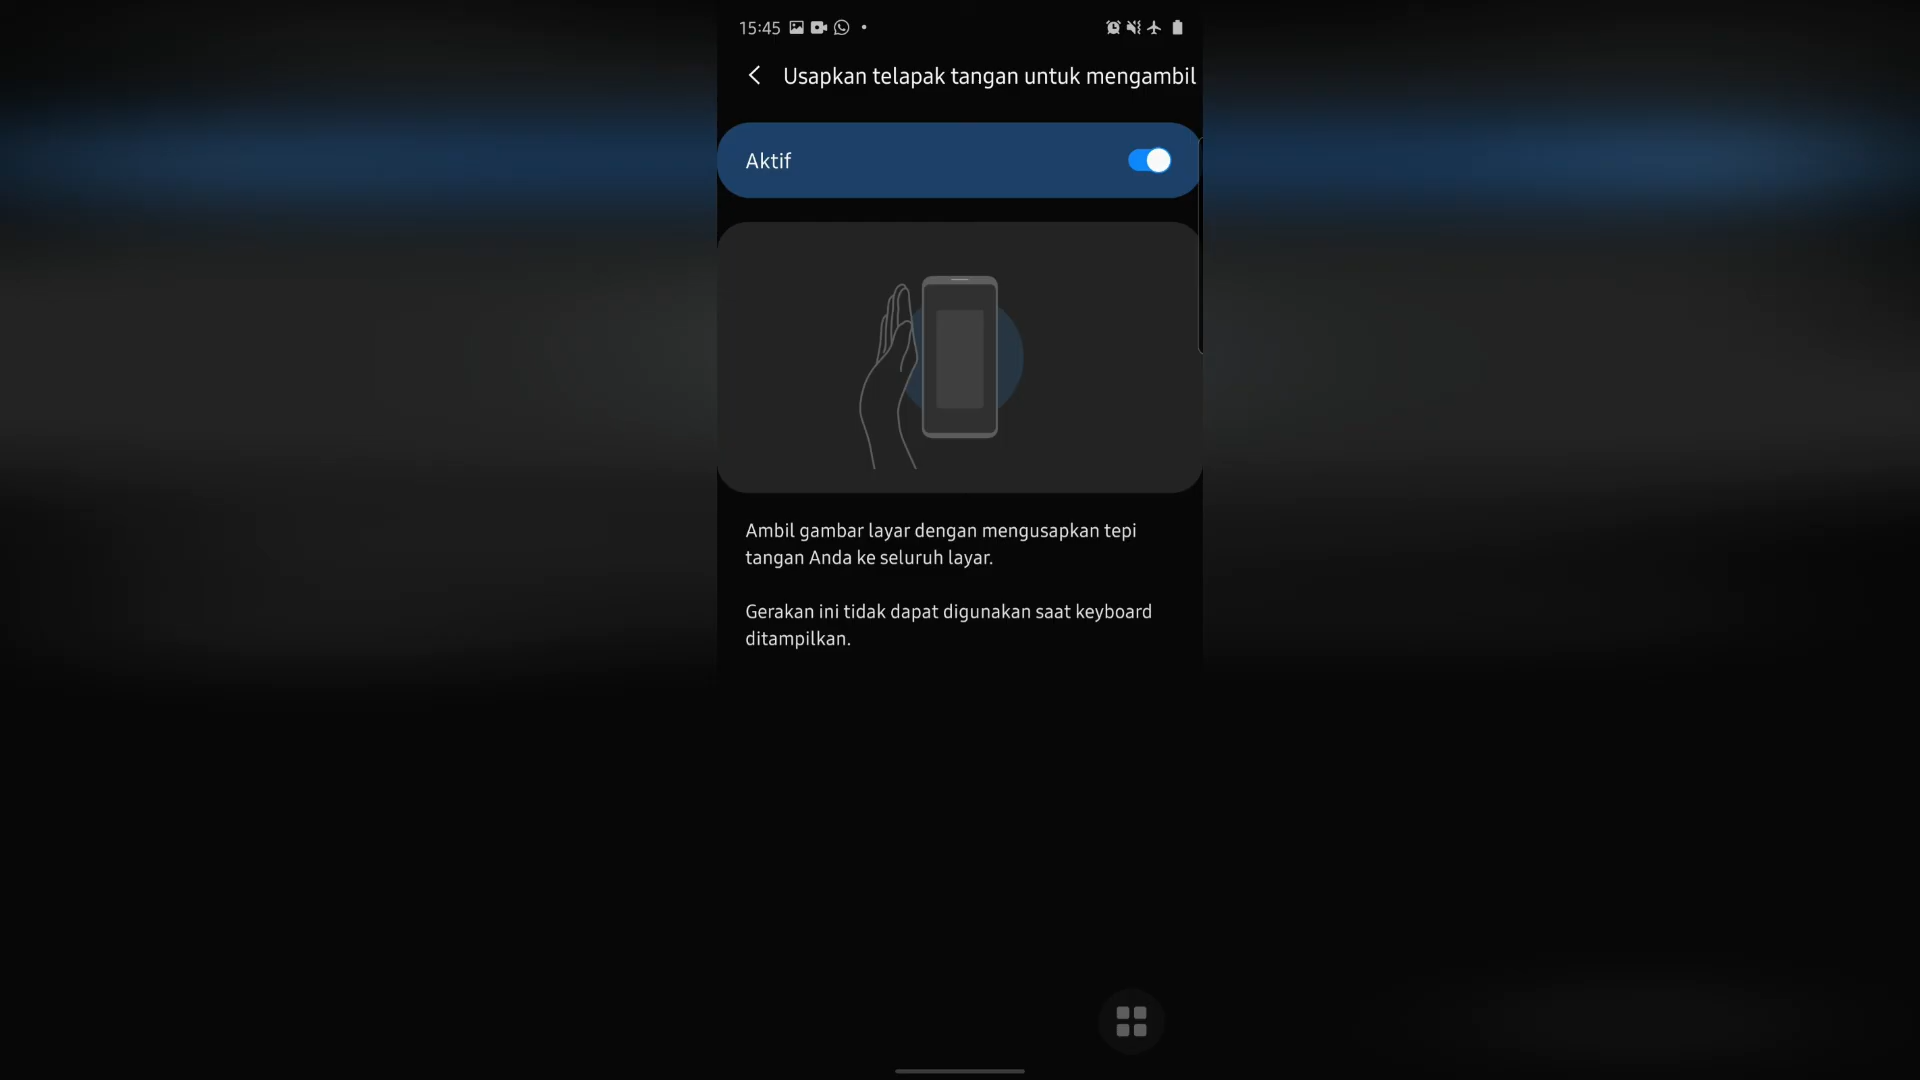 15:45
Usapkan telapak tangan untuk mengambil
Aktif
Ambil gambar layar dengan mengusapkan tepi
tangan Anda ke seluruh layar.
Gerakan ini tidak dapat digunakan saat keyboard
ditampilkan.